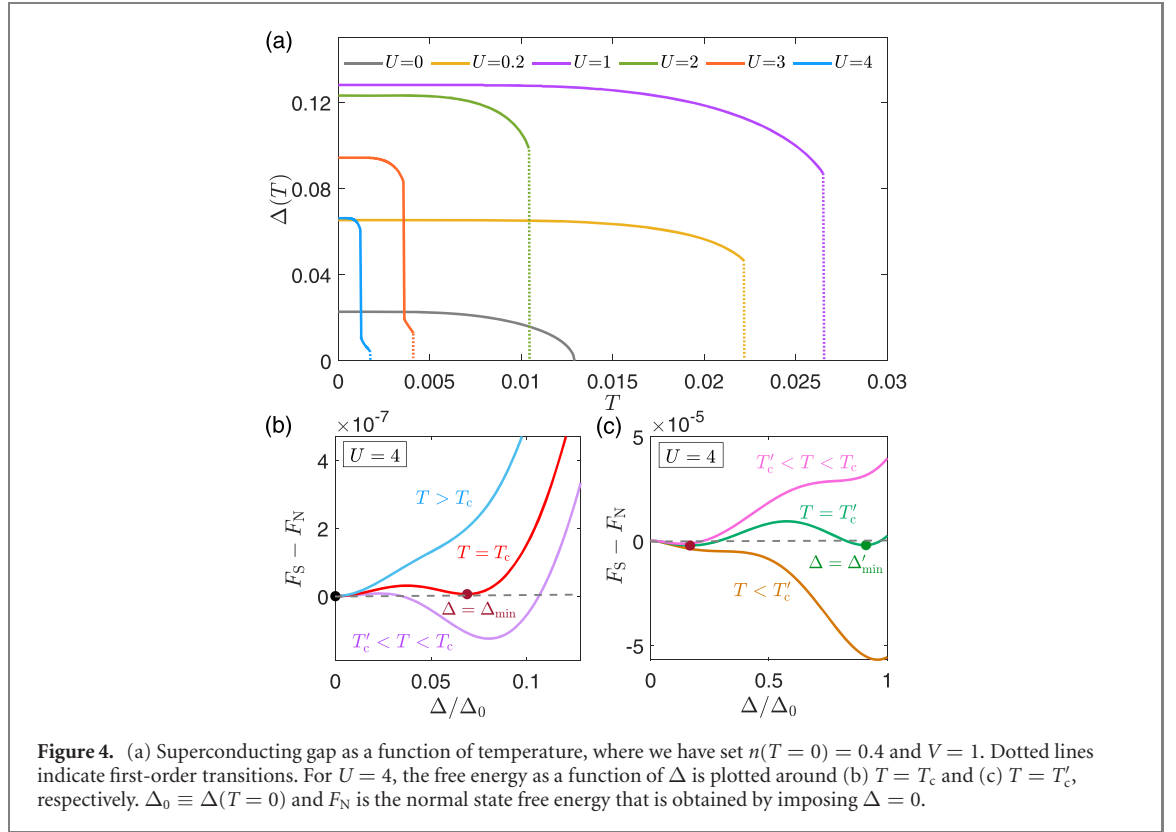 (a)
U=0 U=0.2 U=1 U=2 U=3 U=4
0.12
0.08
0.04
0
Δ(T)
0 0.005 0.01 0.015 0.02 0.025 0.03
T
(b)
×10⁻⁷
U = 4
4
2
0
F_S − F_N
T > T_c
T = T_c
Δ = Δ_min
T′_c < T < T_c
0 0.05 0.1
Δ/Δ₀
(c)
×10⁻⁵
U = 4
5
0
-5
F_S − F_N
T′_c < T < T_c
T = T′_c
Δ = Δ′_min
T < T′_c
0 0.5 1
Δ/Δ₀
Figure 4. (a) Superconducting gap as a function of temperature, where we have set n(T = 0) = 0.4 and V = 1. Dotted lines
indicate first-order transitions. For U = 4, the free energy as a function of Δ is plotted around (b) T = T_c and (c) T = T′_c,
respectively. Δ₀ ≡ Δ(T = 0) and F_N is the normal state free energy that is obtained by imposing Δ = 0.